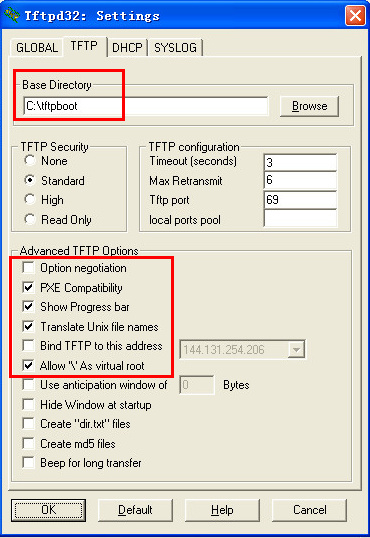 Tftpd32: Settings
GLOBAL TFTP DHCP SYSLOG
Base Directory
C:\tftpboot Browse
TFTP Security
None
Standard
High
Read Only
TFTP configuration
Timeout (seconds) 3
Max Retransmit 6
Tftp port 69
local ports pool
Advanced TFTP Options
Option negotiation
PXE Compatibility
Show Progress bar
Translate Unix file names
Bind TFTP to this address 144.131.254.206
Allow '\' As virtual root
Use anticipation window of 0 Bytes
Hide Window at startup
Create "dir.txt" files
Create md5 files
Beep for long transfer
OK Default Help Cancel